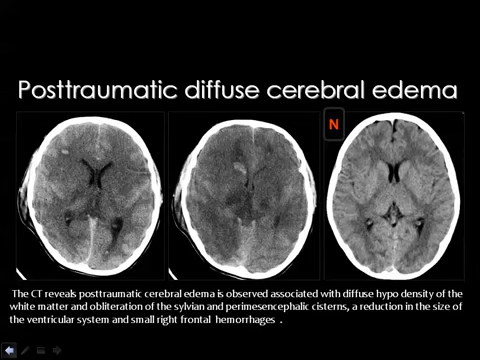 Posttraumatic diffuse cerebral edema
N
The CT reveals posttraumatic cerebral edema is observed associated with diffuse hypo density of the
white matter and obliteration of the sylvian and perimesencephalic cisterns, a reduction in the size of
the ventricular system and small right frontal hemorrhages .